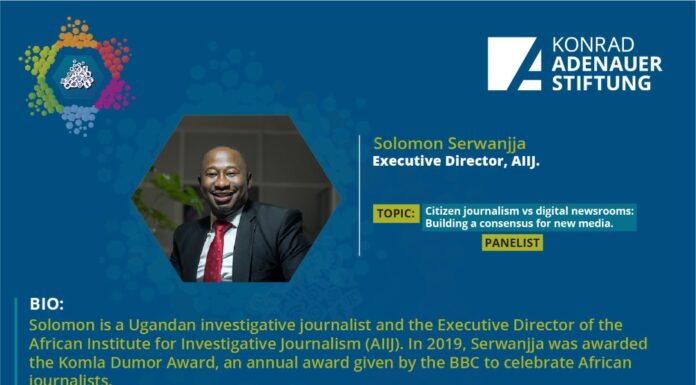 KONRAD
ADENAUER
STIFTUNG
Solomon Serwanjja
Executive Director, AIIJ.
TOPIC: Citizen journalism vs digital newsrooms:
Building a consensus for new media.
PANELIST
BIO:
Solomon is a Ugandan investigative journalist and the Executive Director of the
African Institute for Investigative Journalism (AIIJ). In 2019, Serwanjja was awarded
the Komla Dumor Award, an annual award given by the BBC to celebrate African
journalists.